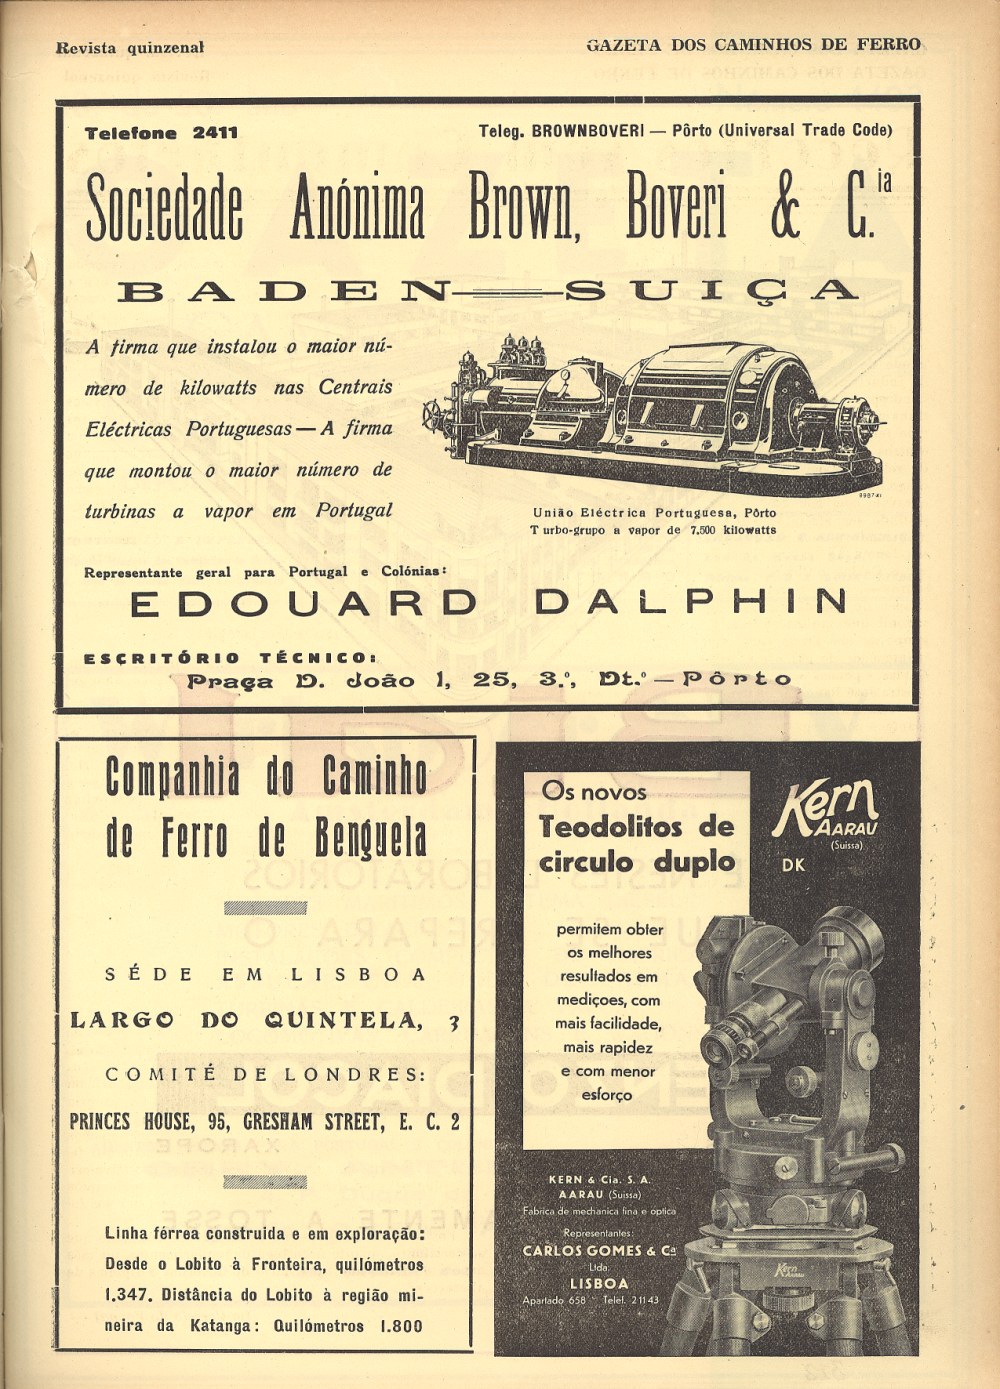 Revista quinzenal
GAZETA DOS CAMINHOS DE FERRO
Telefone 2411
Teleg. BROWNBOVERI — Pôrto (Universal Trade Code)
Sociedade Anónima Brown, Boveri & C.ia
BADEN — SUIÇA
A firma que instalou o maior nú-
mero de kilowatts nas Centrais
Eléctricas Portuguesas — A firma
que montou o maior número de
turbinas a vapor em Portugal
99874I
União Eléctrica Portuguesa, Pôrto
Turbo-grupo a vapor de 7.500 kilowatts
Representante geral para Portugal e Colónias:
EDOUARD DALPHIN
ESCRITÓRIO TÉCNICO:
Praça D. João 1, 25, 3.º, Dt.º — Pôrto
Companhia do Caminho
de Ferro de Benguela
SÉDE EM LISBOA
LARGO DO QUINTELA, 3
COMITÉ DE LONDRES:
PRINCES HOUSE, 95, GRESHAM STREET, E. C. 2
Linha férrea construida e em exploração:
Desde o Lobito à Fronteira, quilómetros
1.347. Distância do Lobito à região mi-
neira da Katanga: Quilómetros 1.800
Os novos
Teodolitos de
circulo duplo
Kern
AARAU
(Suissa)
DK
permitem obter
os melhores
resultados em
mediçoes, com
mais facilidade,
mais rapidez
e com menor
esforço
KERN & Cia. S. A.
AARAU (Suissa)
Fabrica de mechanica fina e optica
Representantes:
CARLOS GOMES & Cª
Ltda.
LISBOA
Apartado 658 Telef. 21143
Kern
AARAU